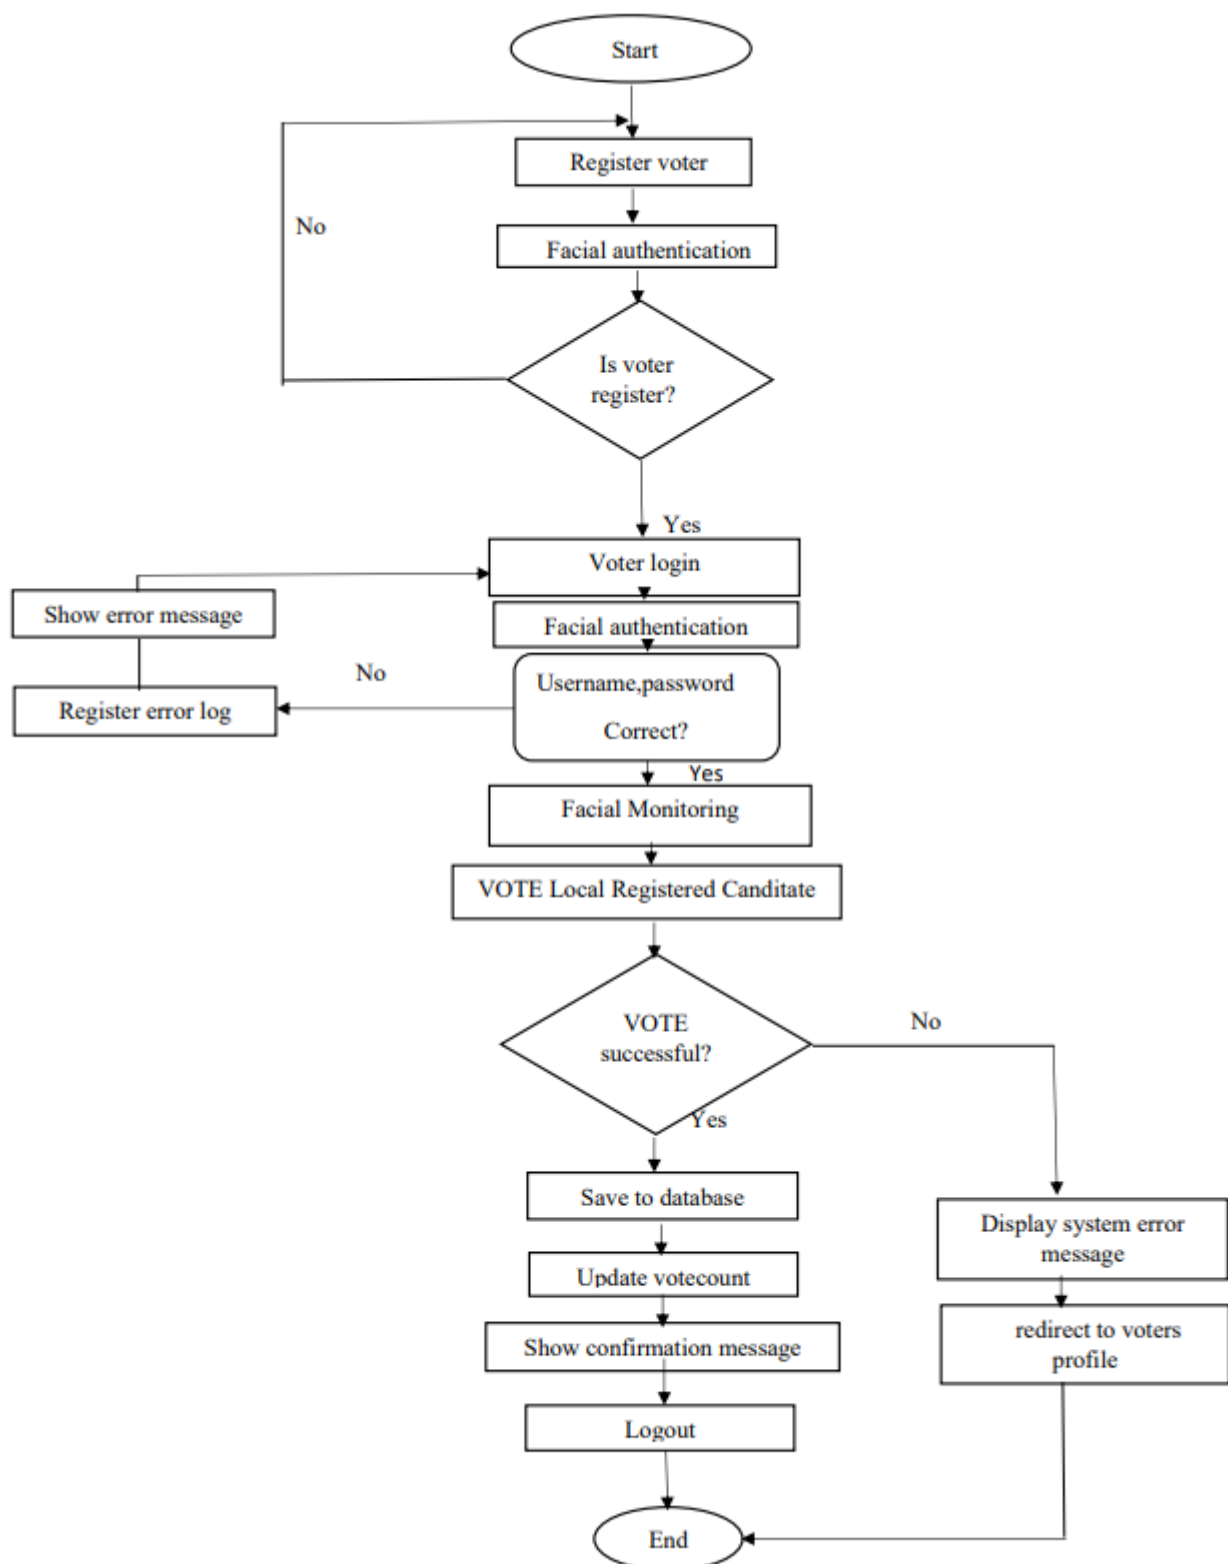 Start
Register voter
No
Facial authentication
Is voter
register?
Yes
Voter login
Show error message
Facial authentication
No
Username,password
Register error log
Correct?
Yes
Facial Monitoring
VOTE Local Registered Canditate
No
VOTE
successful?
Yes
Save to database
Display system error
message
Update votecount
redirect to voters
profile
Show confirmation message
Logout
End